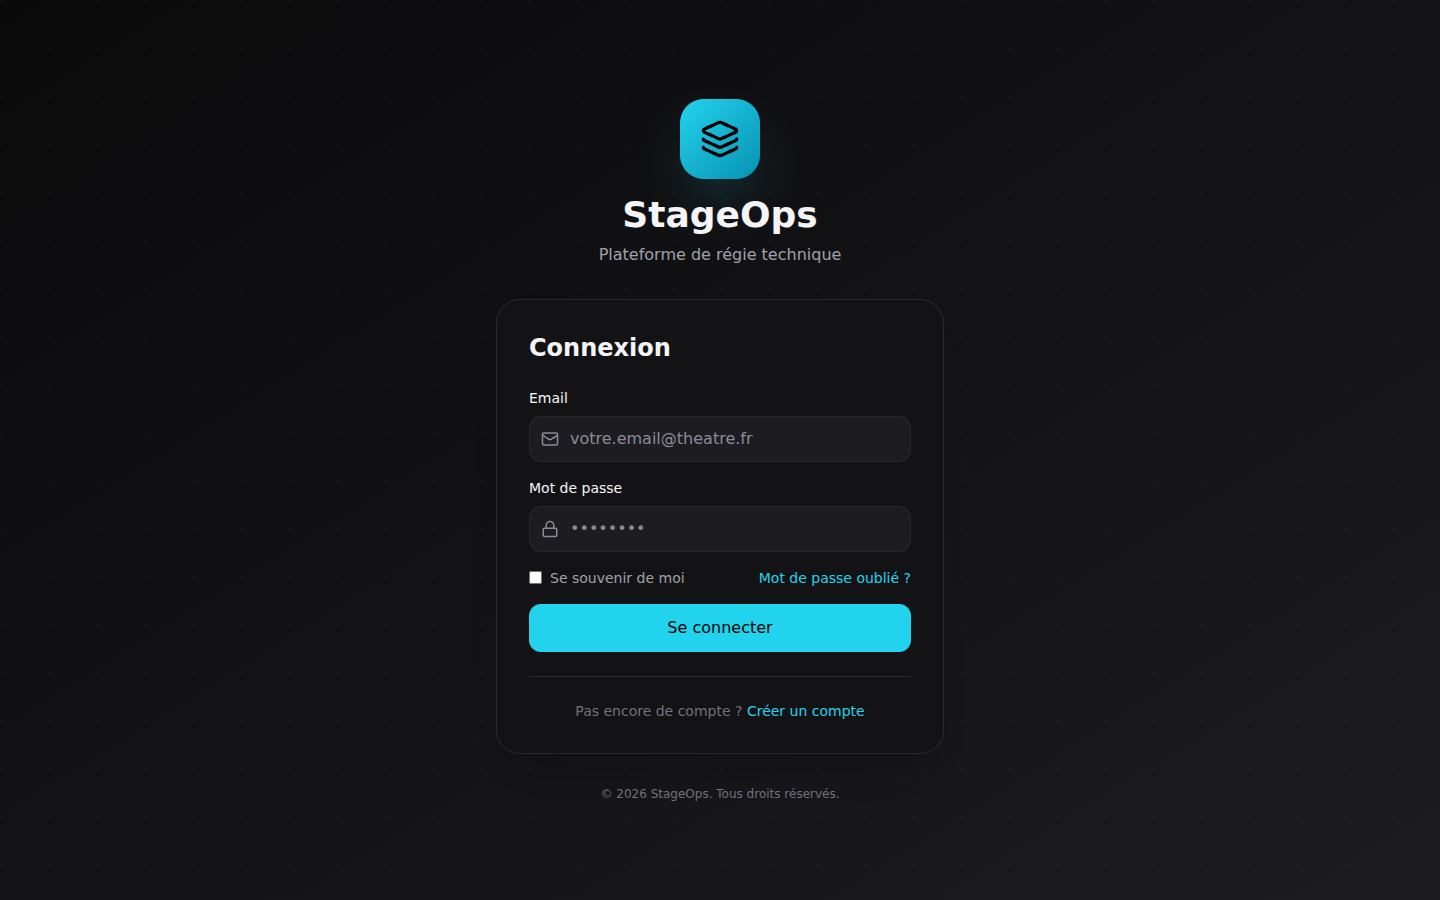 StageOps
Plateforme de régie technique
Connexion
Email
votre.email@theatre.fr
Mot de passe
••••••••
Se souvenir de moi
Mot de passe oublié ?
Se connecter
Pas encore de compte ? Créer un compte
© 2026 StageOps. Tous droits réservés.